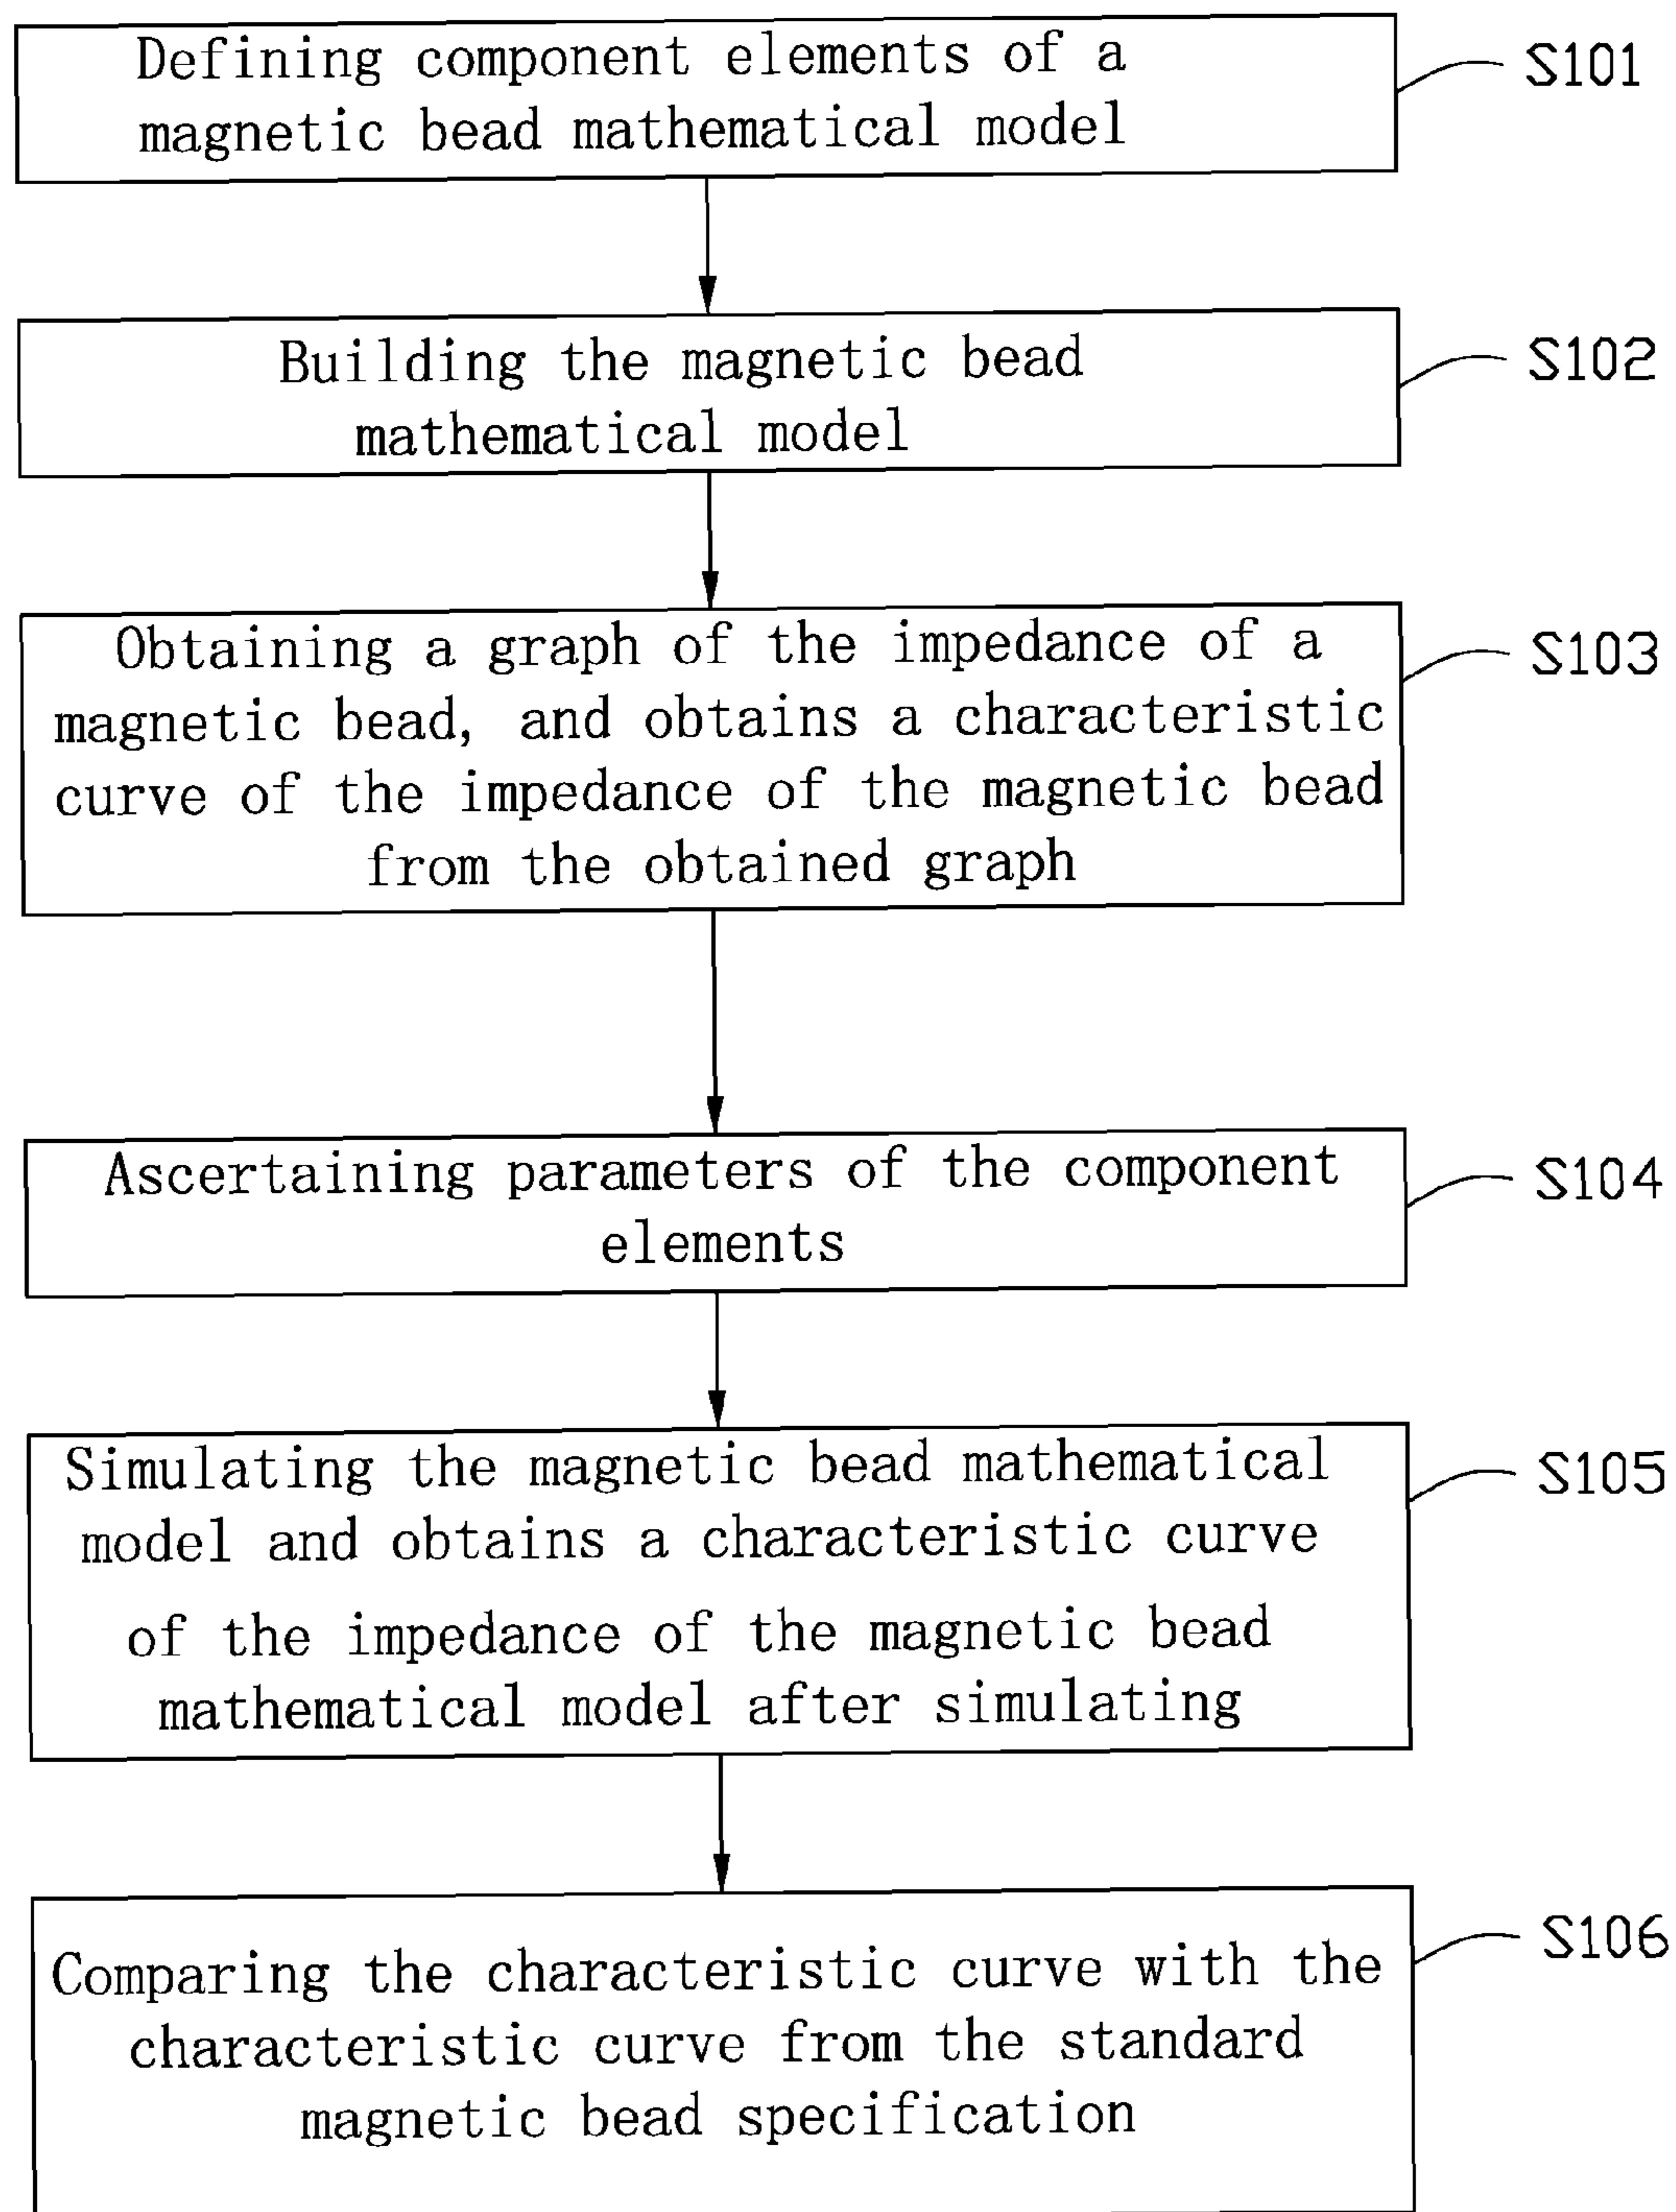 Defining component elements of a
magnetic bead mathematical model
S101
Building the magnetic bead
mathematical model
S102
Obtaining a graph of the impedance of a
magnetic bead, and obtains a characteristic
curve of the impedance of the magnetic bead
from the obtained graph
S103
Ascertaining parameters of the component
elements
S104
Simulating the magnetic bead mathematical
model and obtains a characteristic curve
of the impedance of the magnetic bead
mathematical model after simulating
S105
Comparing the characteristic curve with the
characteristic curve from the standard
magnetic bead specification
S106